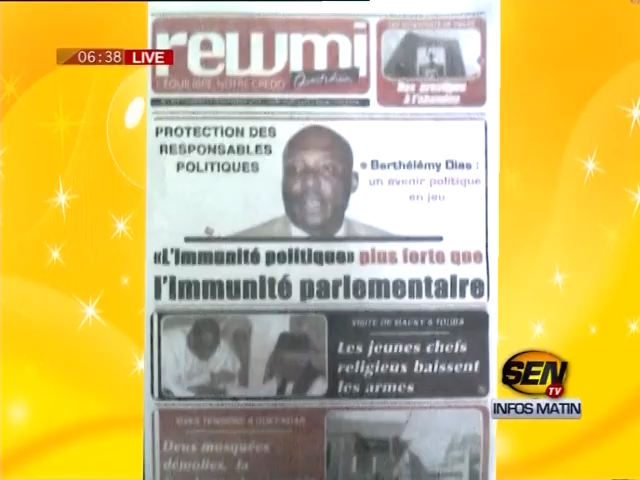 06:38 LIVE
rewmi
L'EQUILIBRE, NOTRE CREDO
Quotidien
à l'abandon
PROTECTION DES
RESPONSABLES
POLITIQUES
• Barthélémy Dias :
un avenir politique
en jeu
«L'immunité politique» plus forte que
l'immunité parlementaire
VISITE DE MACKY A TOUBA
Les jeunes chefs
religieux baissent
les armes
Deux mosquées
démolies, la
SEN TV
INFOS MATIN